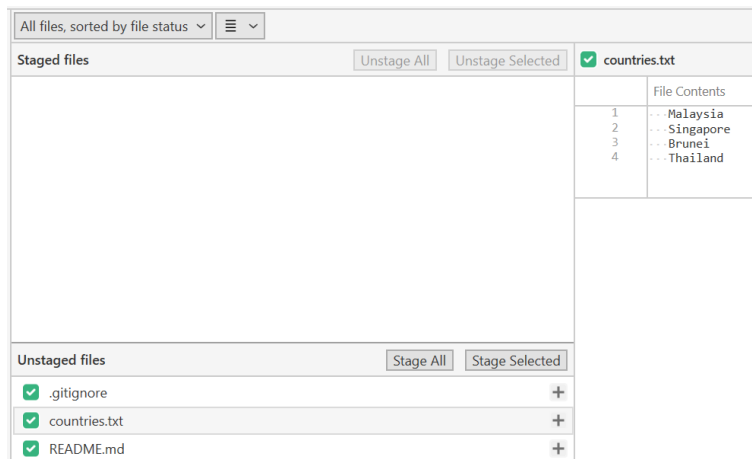 All files, sorted by file status
Staged files
Unstage All
Unstage Selected
countries.txt
File Contents
1 ···Malaysia
2 ···Singapore
3 ···Brunei
4 ···Thailand
Unstaged files
Stage All
Stage Selected
.gitignore
countries.txt
README.md